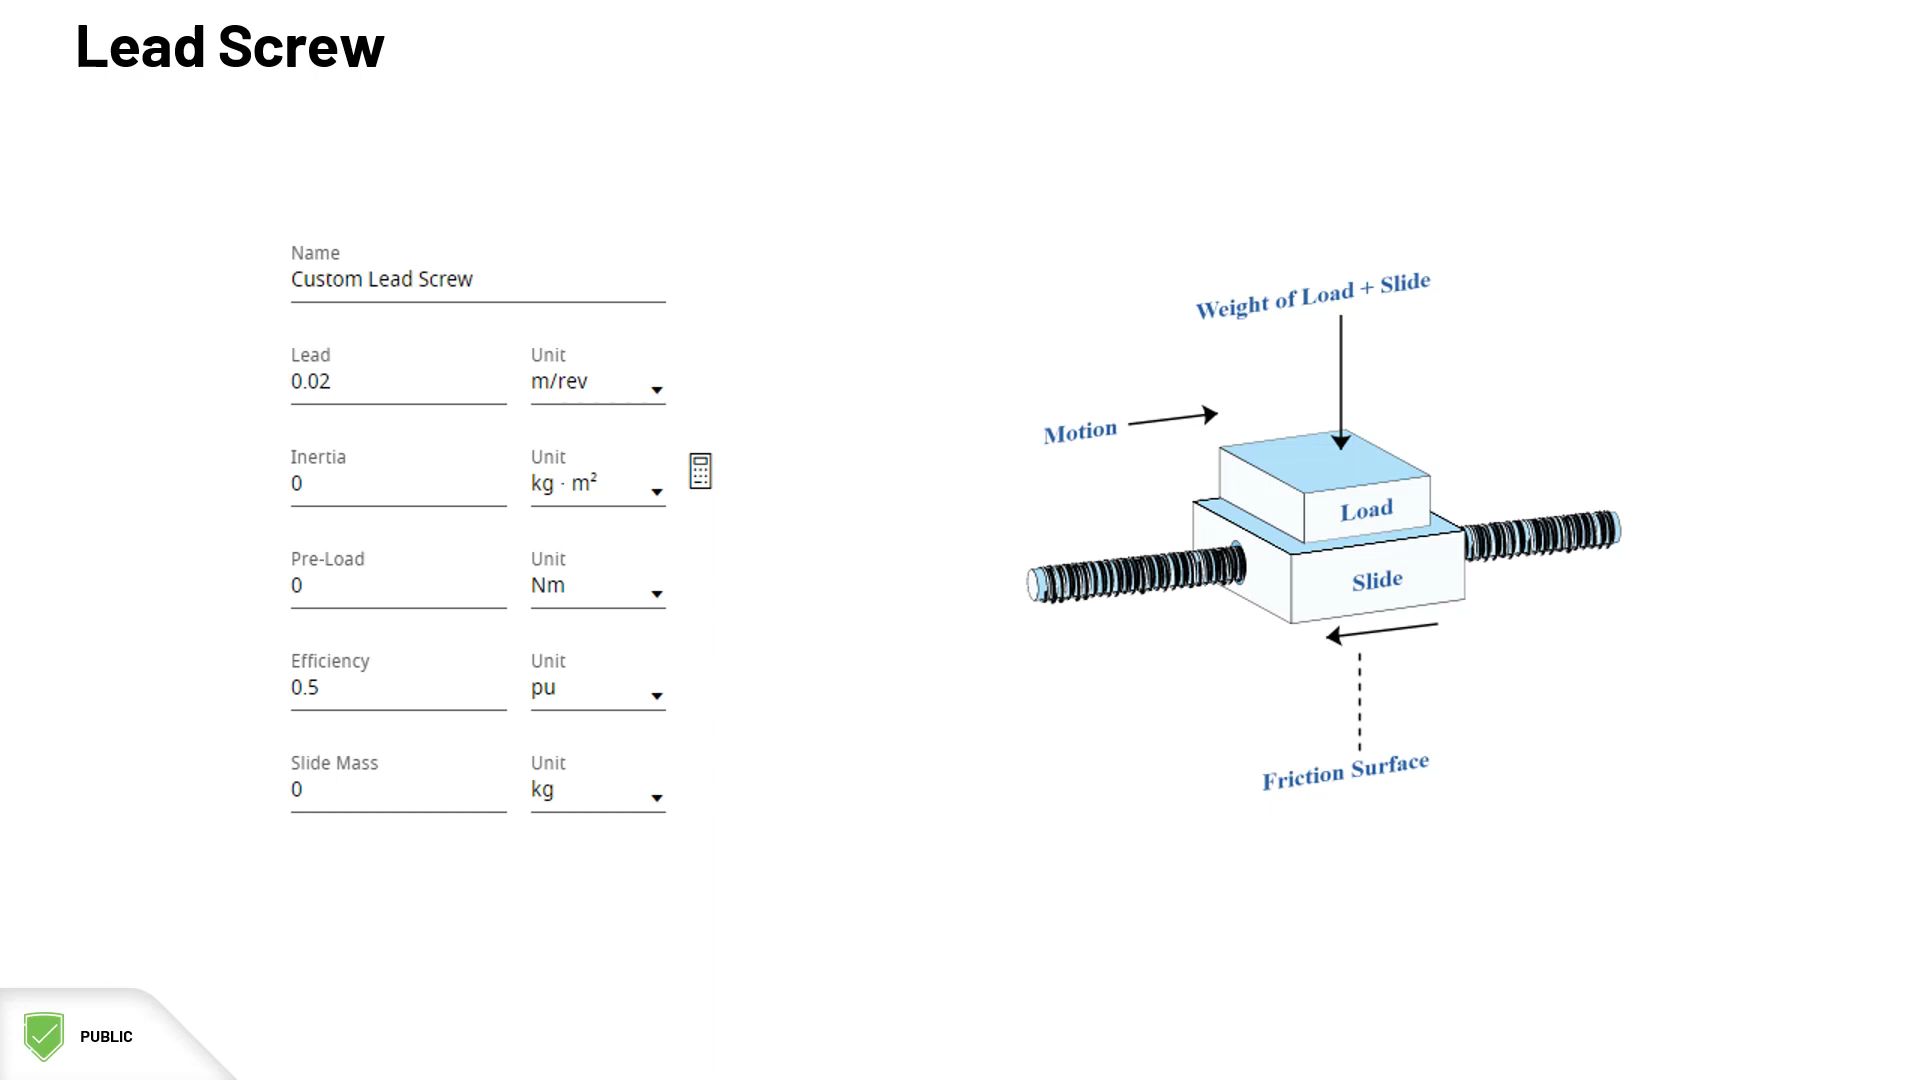 Lead Screw
Name
Custom Lead Screw
Lead
Unit
0.02
m/rev
Inertia
Unit
0
kg · m²
Pre-Load
Unit
0
Nm
Efficiency
Unit
0.5
pu
Slide Mass
Unit
0
kg
Weight of Load + Slide
Motion
Load
Slide
Friction Surface
PUBLIC